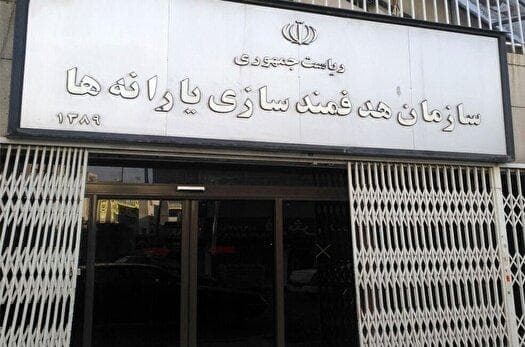 ریاست جمهوری
سازمان هدفمندسازی یارانه ها
۱۳۸۹